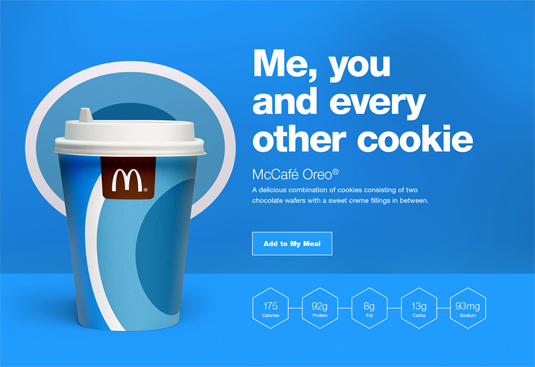 Me, you
and every
other cookie
McCafé Oreo®
A delicious combination of cookies consisting of two
chocolate wafers with a sweet creme fillings in between.
Add to My Meal
175
Calories
92g
Protein
8g
Fat
13g
Carbs
93mg
Sodium